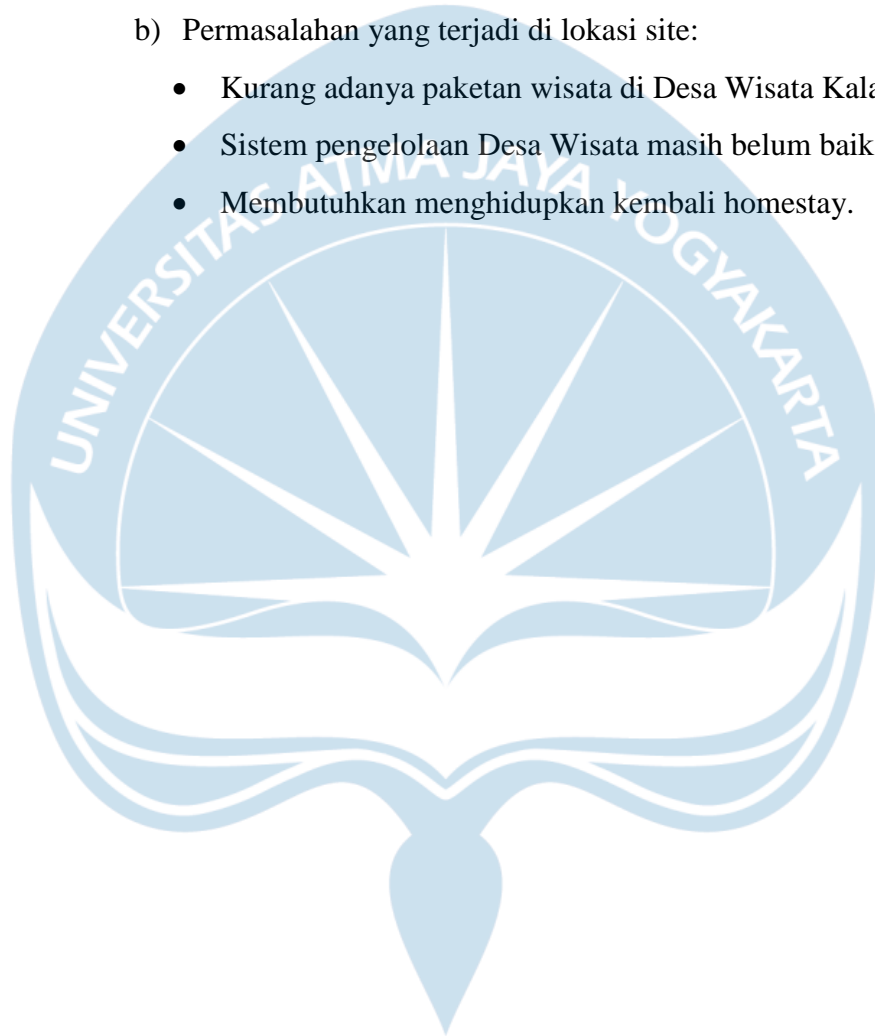 b) Permasalahan yang terjadi di lokasi site:
• Kurang adanya paketan wisata di Desa Wisata
• Sistem pengelolaan Desa Wisata masih belum baik
• Membutuhkan menghidupkan kembali homestay.
UNIVERSITAS ATMA JAYA YOGYAKARTA